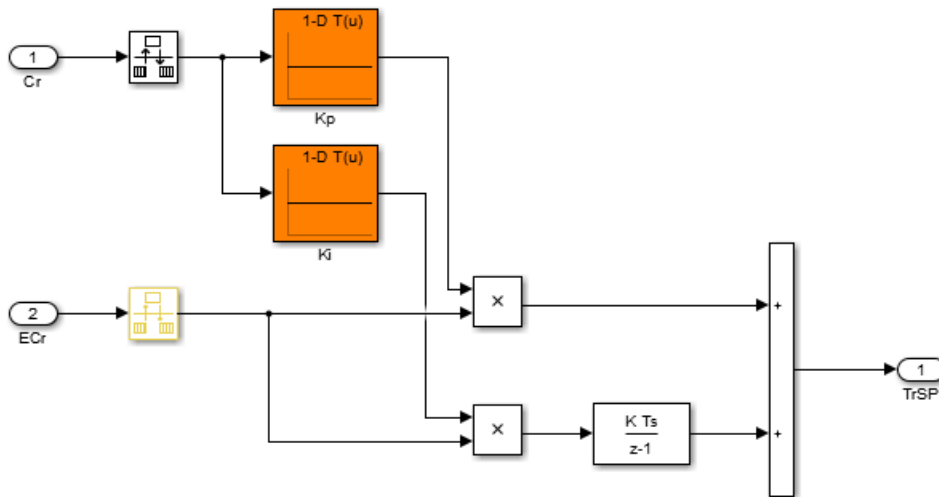 1
Cr
1-D T(u)
Kp
1-D T(u)
Ki
2
ECr
×
×
K Ts
z-1
+
+
1
TrSP